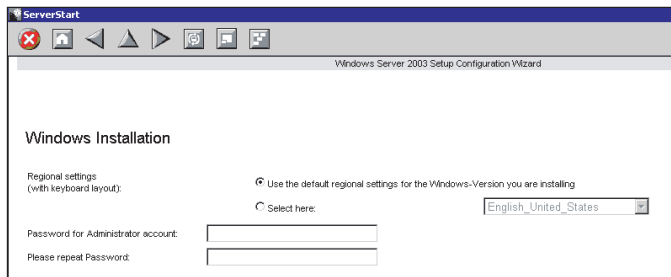 ServerStart
Windows Server 2003 Setup Configuration Wizard
Windows Installation
Regional settings
(with keyboard layout):
Use the default regional settings for the Windows-Version you are installing
Select here:
English_United_States
Password for Administrator account:
Please repeat Password: